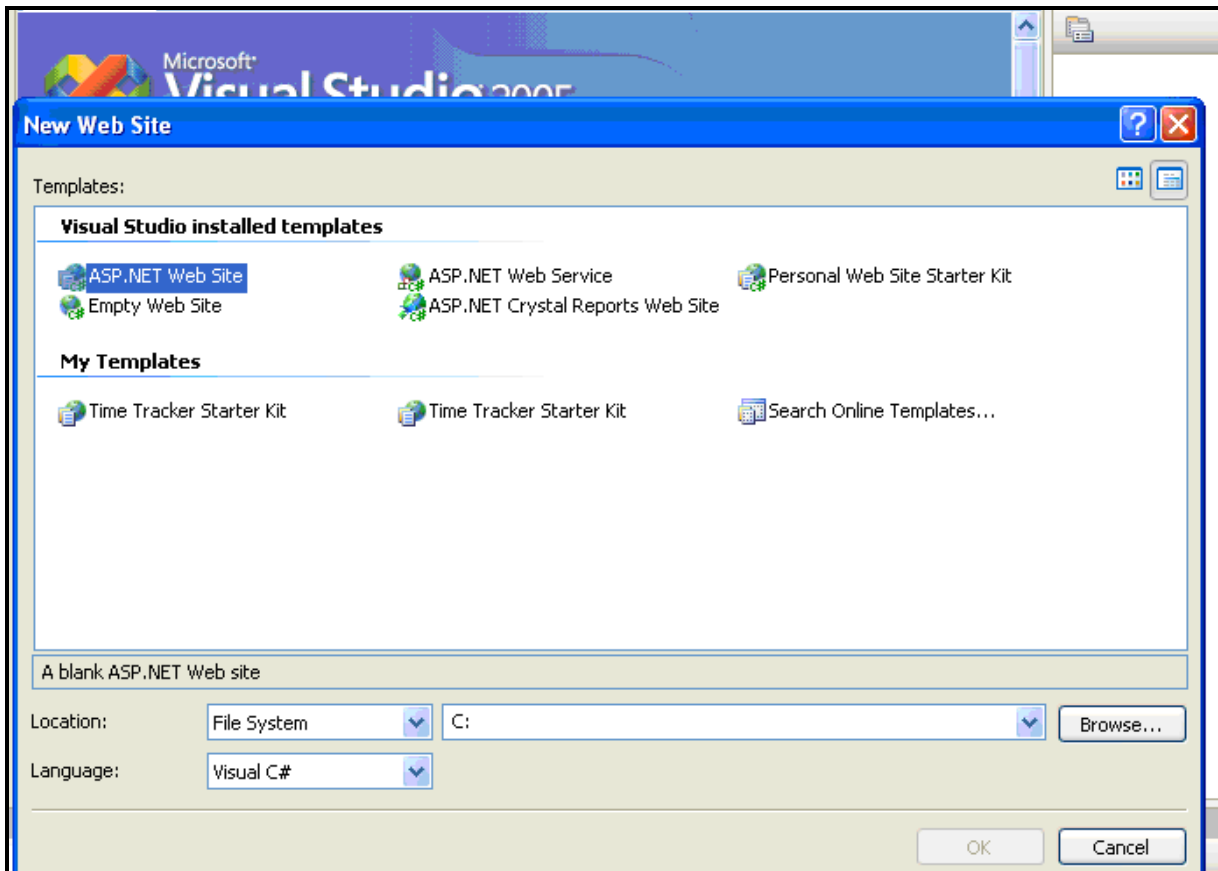 Microsoft
Visual Studio 2005
New Web Site
Templates:
Visual Studio installed templates
ASP.NET Web Site
ASP.NET Web Service
Personal Web Site Starter Kit
Empty Web Site
ASP.NET Crystal Reports Web Site
My Templates
Time Tracker Starter Kit
Time Tracker Starter Kit
Search Online Templates...
A blank ASP.NET Web site
Location:
File System
C:
Browse...
Language:
Visual C#
OK
Cancel